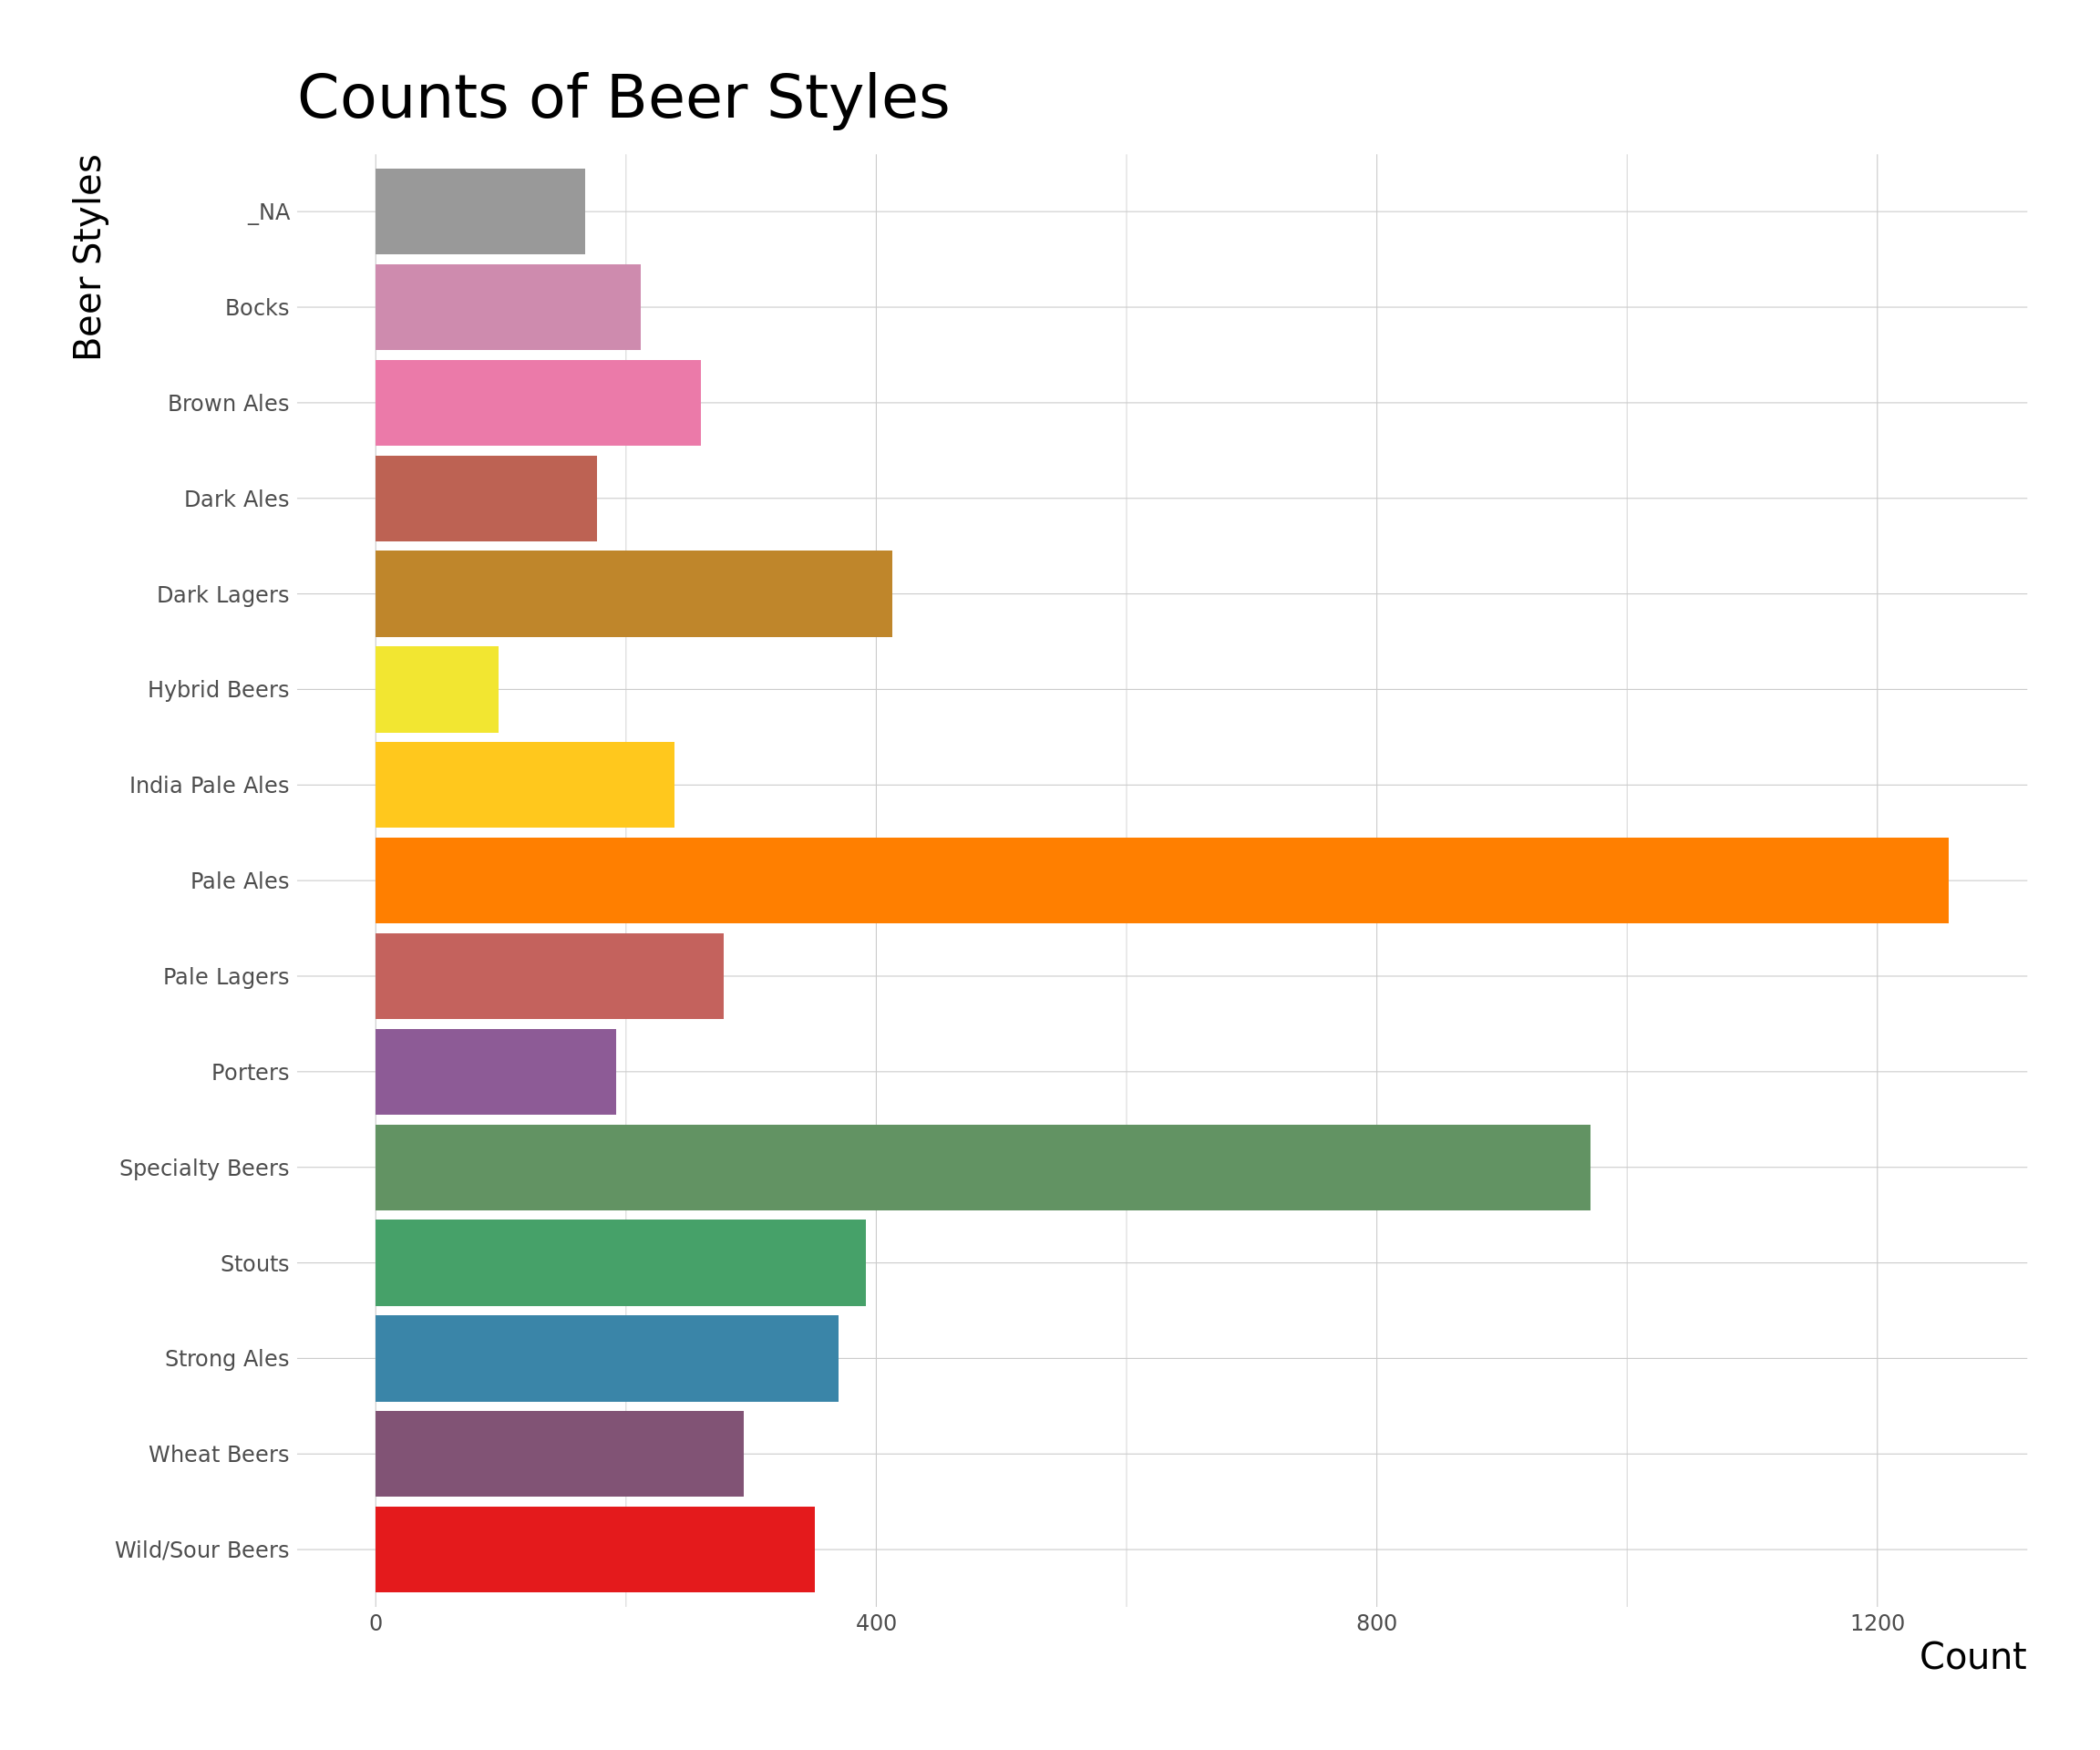 Counts of Beer Styles
Beer Styles
_NA
Bocks
Brown Ales
Dark Ales
Dark Lagers
Hybrid Beers
India Pale Ales
Pale Ales
Pale Lagers
Porters
Specialty Beers
Stouts
Strong Ales
Wheat Beers
Wild/Sour Beers
0 400 800 1200
Count